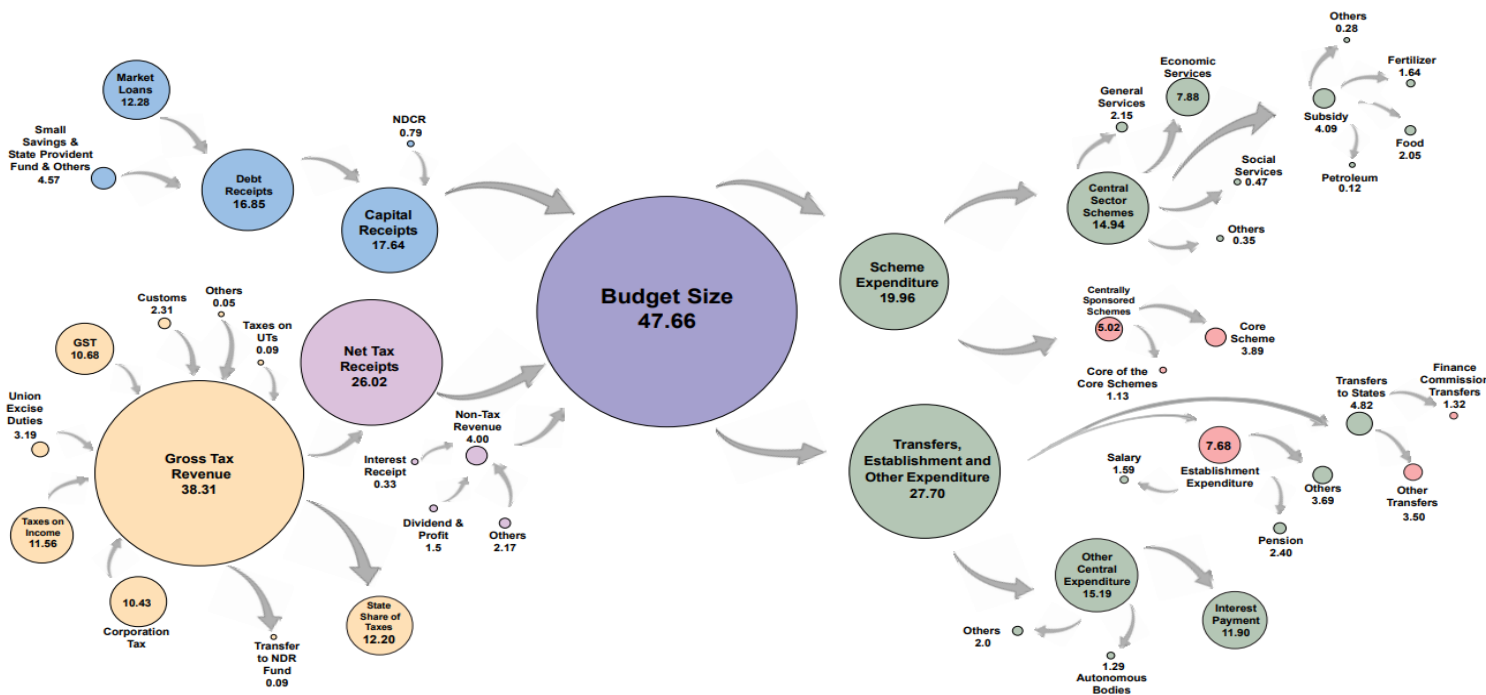 Market
Loans
12.28
Small
Savings &
State Provident
Fund & Others
4.57
Debt
Receipts
16.85
NDCR
0.79
Capital
Receipts
17.64
Customs
2.31
Others
0.05
Taxes on
UTs
0.09
GST
10.68
Union
Excise
Duties
3.19
Gross Tax
Revenue
38.31
Taxes on
Income
11.56
10.43
Corporation
Tax
Transfer
to NDR
Fund
0.09
State
Share of
Taxes
12.20
Net Tax
Receipts
26.02
Non-Tax
Revenue
4.00
Interest
Receipt
0.33
Dividend &
Profit
1.5
Others
2.17
Budget Size
47.66
Scheme
Expenditure
19.96
General
Services
2.15
Economic
Services
7.88
Central
Sector
Schemes
14.94
Social
Services
0.47
Others
0.35
Others
0.28
Fertilizer
1.64
Subsidy
4.09
Food
2.05
Petroleum
0.12
Centrally
Sponsored
Schemes
5.02
Core
Scheme
3.89
Core of the
Core Schemes
1.13
Transfers,
Establishment and
Other Expenditure
27.70
Transfers
to States
4.82
Finance
Commission
Transfers
1.32
Other
Transfers
3.50
7.68
Establishment
Expenditure
Salary
1.59
Others
3.69
Pension
2.40
Other
Central
Expenditure
15.19
Interest
Payment
11.90
Others
2.0
1.29
Autonomous
Bodies